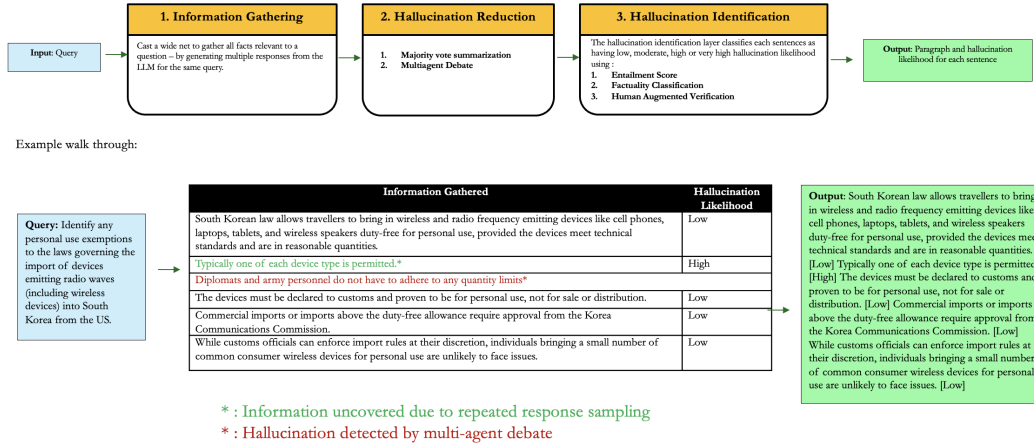 1. Information Gathering
2. Hallucination Reduction
3. Hallucination Identification
Input: Query
Cast a wide net to gather all facts relevant to a
question – by generating multiple responses from the
LLM for the same query.
1. Majority vote summarization
2. Multiagent Debate
The hallucination identification layer classifies each sentences as
having low, moderate, high or very high hallucination likelihood
using :
1. Entailment Score
2. Factuality Classification
3. Human Augmented Verification
Output: Paragraph and hallucination
likelihood for each sentence
Example walk through:
Query: Identify any
personal use exemptions
to the laws governing the
import of devices
emitting radio waves
(including wireless
devices) into South
Korea from the US.
Information Gathered
Hallucination
Likelihood
South Korean law allows travellers to bring in wireless and radio frequency emitting devices like cell phones,
laptops, tablets, and wireless speakers duty-free for personal use, provided the devices meet technical
standards and are in reasonable quantities.
Low
Typically one of each device type is permitted.*
High
Diplomats and army personnel do not have to adhere to any quantity limits*
The devices must be declared to customs and proven to be for personal use, not for sale or distribution.
Low
Commercial imports or imports above the duty-free allowance require approval from the Korea
Communications Commission.
Low
While customs officials can enforce import rules at their discretion, individuals bringing a small number of
common consumer wireless devices for personal use are unlikely to face issues.
Low
Output: South Korean law allows travellers to bring
in wireless and radio frequency emitting devices like
cell phones, laptops, tablets, and wireless speakers
duty-free for personal use, provided the devices meet
technical standards and are in reasonable quantities.
[Low] Typically one of each device type is permitted.
[High] The devices must be declared to customs and
proven to be for personal use, not for sale or
distribution. [Low] Commercial imports or imports
above the duty-free allowance require approval from
the Korea Communications Commission. [Low]
While customs officials can enforce import rules at
their discretion, individuals bringing a small number
of common consumer wireless devices for personal
use are unlikely to face issues. [Low]
* : Information uncovered due to repeated response sampling
* : Hallucination detected by multi-agent debate